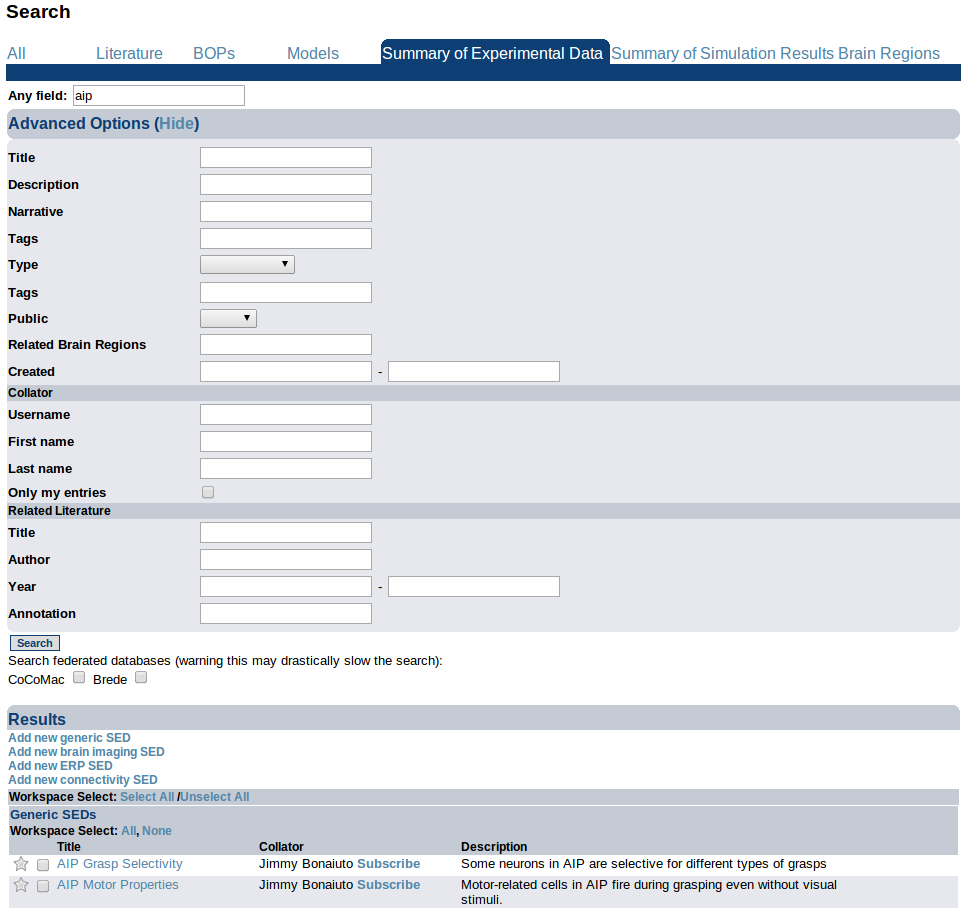 Search
All Literature BOPs Models Summary of Experimental Data Summary of Simulation Results Brain Regions
Any field: aip
Advanced Options (Hide)
Title
Description
Narrative
Tags
Type
Tags
Public
Related Brain Regions
Created -
Collator
Username
First name
Last name
Only my entries
Related Literature
Title
Author
Year -
Annotation
Search
Search federated databases (warning this may drastically slow the search):
CoCoMac Brede
Results
Add new generic SED
Add new brain imaging SED
Add new ERP SED
Add new connectivity SED
Workspace Select: Select All /Unselect All
Generic SEDs
Workspace Select: All, None
Title Collator Description
AIP Grasp Selectivity Jimmy Bonaiuto Subscribe Some neurons in AIP are selective for different types of grasps
AIP Motor Properties Jimmy Bonaiuto Subscribe Motor-related cells in AIP fire during grasping even without visual
stimuli.